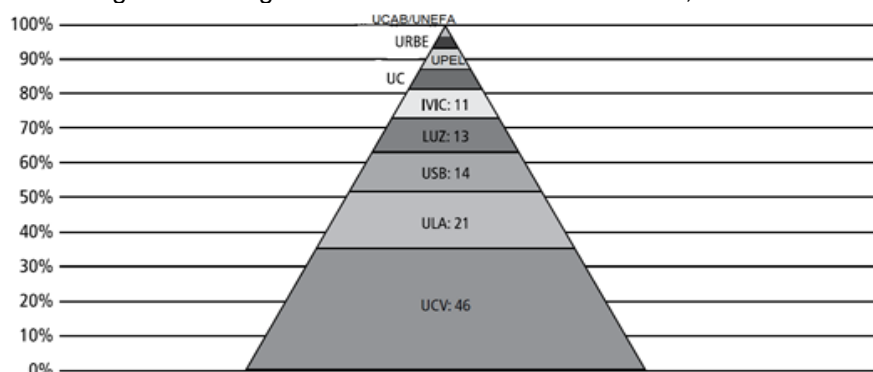 100%
UCAB/UNEFA
URBE
90%
UPEL
UC
80%
IVIC: 11
70%
LUZ: 13
60%
USB: 14
50%
ULA: 21
40%
30%
UCV: 46
20%
10%
0%